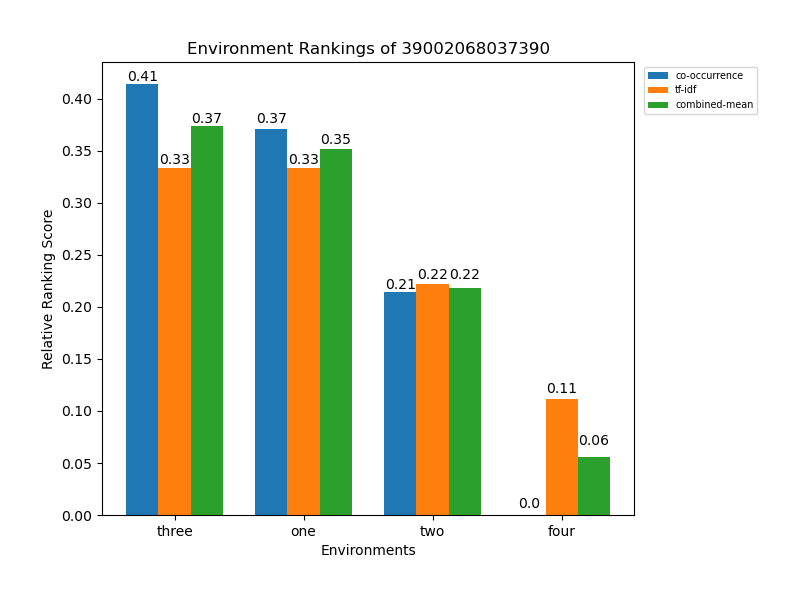 Environment Rankings of 39002068037390
co-occurrence
tf-idf
combined-mean
Relative Ranking Score
0.40
0.35
0.30
0.25
0.20
0.15
0.10
0.05
0.00
0.41
0.33
0.37
0.37
0.33
0.35
0.21
0.22
0.22
0.0
0.11
0.06
three
one
two
four
Environments